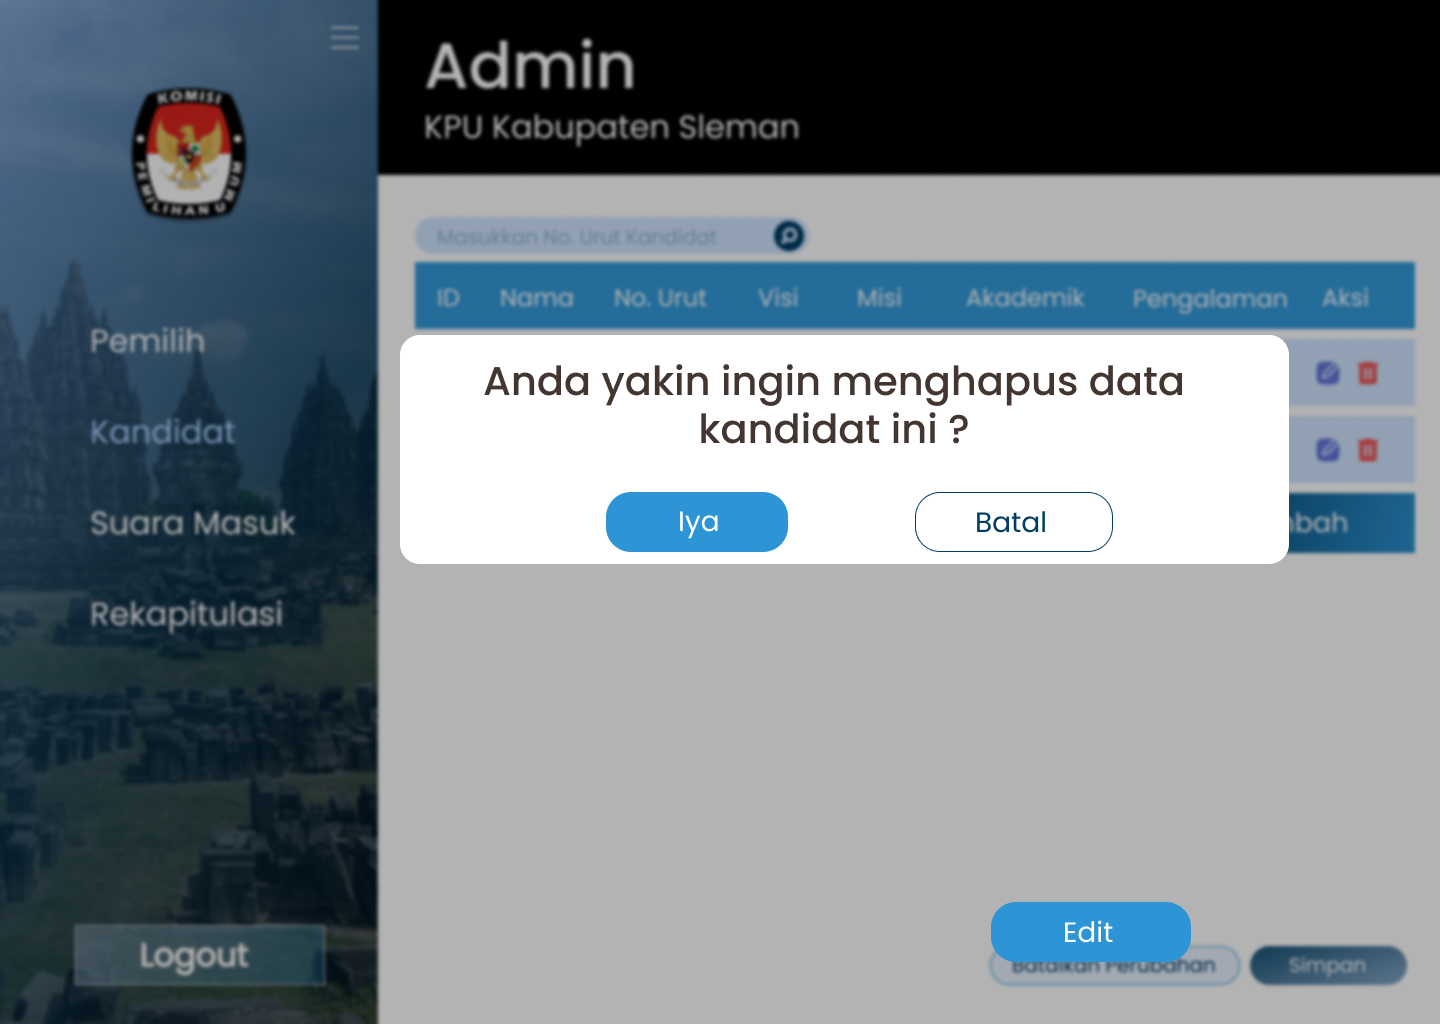 KOMISI
PEMILIHAN UMUM
Pemilih
Kandidat
Suara Masuk
Rekapitulasi
Logout
Admin
KPU Kabupaten Sleman
Masukkan No. Urut Kandidat
ID Nama No. Urut Visi Misi Akademik Pengalaman Aksi
Anda yakin ingin menghapus data
kandidat ini ?
Iya Batal
bah
Edit
Batalkan Perubahan Simpan